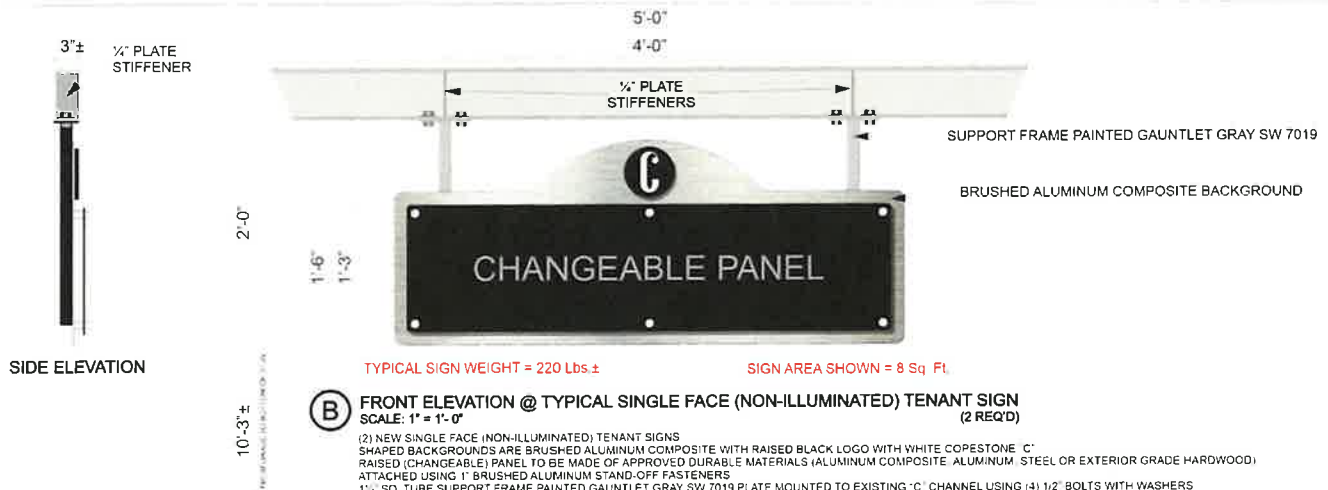 5'-0"
4'-0"
3"±
¼" PLATE
STIFFENER
¼" PLATE
STIFFENERS
SUPPORT FRAME PAINTED GAUNTLET GRAY SW 7019
C
BRUSHED ALUMINUM COMPOSITE BACKGROUND
2'-0"
1'-6"
1'-3"
CHANGEABLE PANEL
SIDE ELEVATION
TYPICAL SIGN WEIGHT = 220 Lbs.±
SIGN AREA SHOWN = 8 Sq Ft.
10'-3"±
B
FRONT ELEVATION @ TYPICAL SINGLE FACE (NON-ILLUMINATED) TENANT SIGN
SCALE: 1" = 1'- 0"
(2 REQ'D)
(2) NEW SINGLE FACE (NON-ILLUMINATED) TENANT SIGNS
SHAPED BACKGROUNDS ARE BRUSHED ALUMINUM COMPOSITE WITH RAISED BLACK LOGO WITH WHITE COPESTONE "C"
RAISED (CHANGEABLE) PANEL TO BE MADE OF APPROVED DURABLE MATERIALS (ALUMINUM COMPOSITE, ALUMINUM, STEEL OR EXTERIOR GRADE HARDWOOD)
ATTACHED USING 1" BRUSHED ALUMINUM STAND-OFF FASTENERS
1½" SQ. TUBE SUPPORT FRAME PAINTED GAUNTLET GRAY SW 7019 PLATE MOUNTED TO EXISTING "C" CHANNEL USING (4) 1/2" BOLTS WITH WASHERS